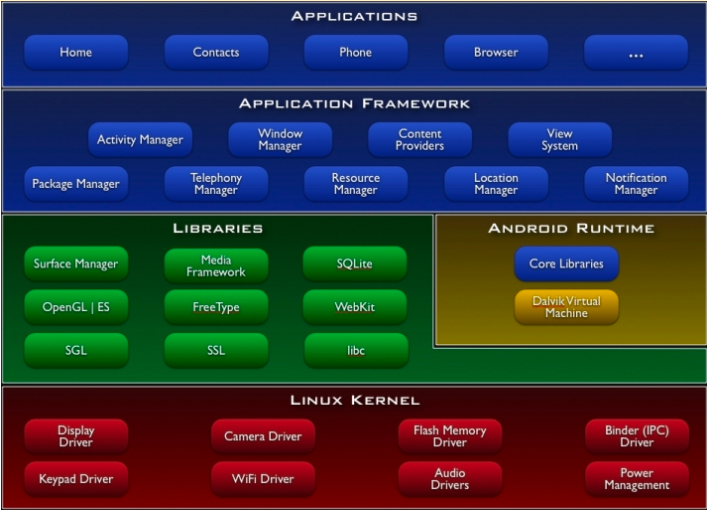 APPLICATIONS
Home
Contacts
Phone
Browser
...
APPLICATION FRAMEWORK
Activity Manager
Window
Manager
Content
Providers
View
System
Package Manager
Telephony
Manager
Resource
Manager
Location
Manager
Notification
Manager
LIBRARIES
Surface Manager
Media
Framework
SQLite
OpenGL | ES
FreeType
WebKit
SGL
SSL
libc
ANDROID RUNTIME
Core Libraries
Dalvik Virtual
Machine
LINUX KERNEL
Display
Driver
Camera Driver
Flash Memory
Driver
Binder (IPC)
Driver
Keypad Driver
WiFi Driver
Audio
Drivers
Power
Management